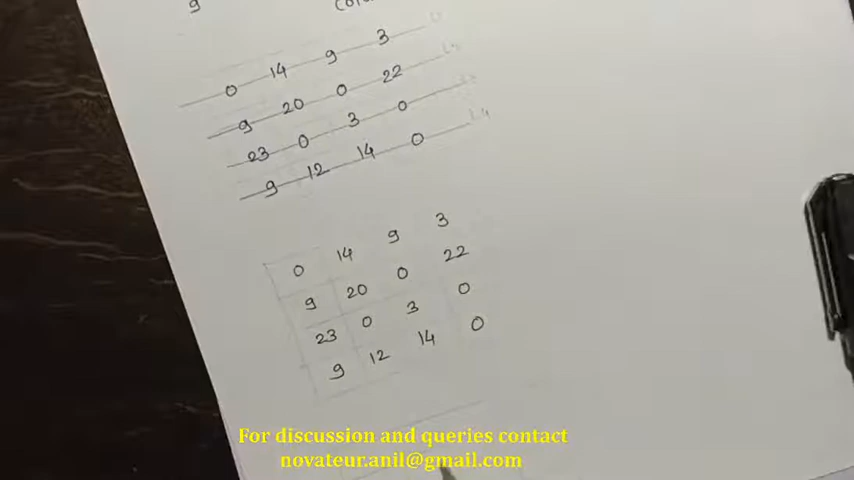 9
0 14 9 3
9 20 0 22
23 0 3 0
9 12 14 0
0 14 9 3
9 20 0 22
23 0 3 0
9 12 14 0
For discussion and queries contact
novateur.anil@gmail.com